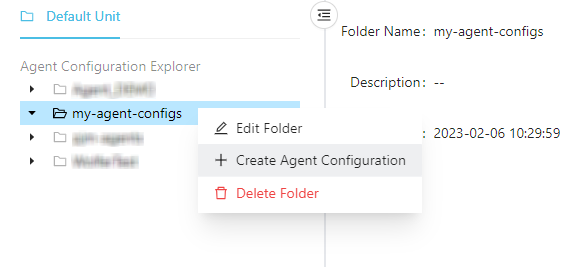 Default Unit
Folder Name: my-agent-configs
Agent Configuration Explorer
Description: --
my-agent-configs
Edit Folder
: 2023-02-06 10:29:59
Create Agent Configuration
Delete Folder